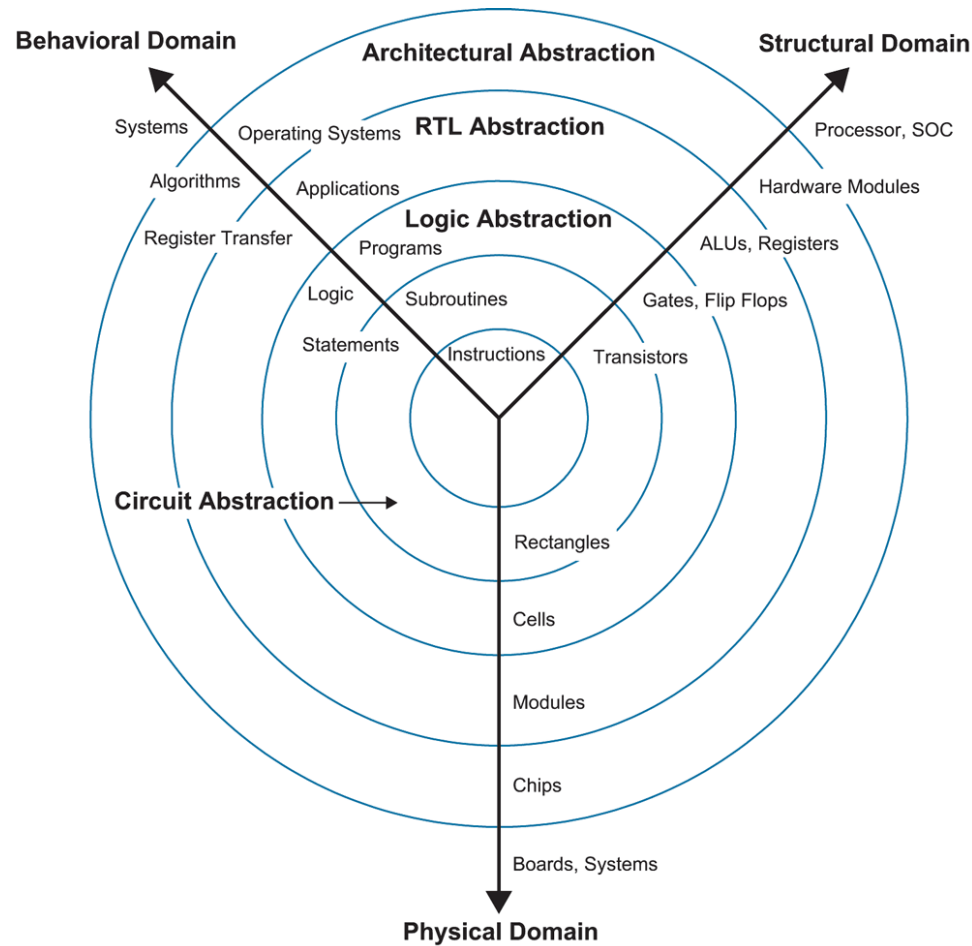 Behavioral Domain
Structural Domain
Architectural Abstraction
Systems
Operating Systems
RTL Abstraction
Processor, SOC
Algorithms
Applications
Hardware Modules
Logic Abstraction
Register Transfer
Programs
ALUs, Registers
Logic
Subroutines
Gates, Flip Flops
Statements
Instructions
Transistors
Circuit Abstraction
Rectangles
Cells
Modules
Chips
Boards, Systems
Physical Domain